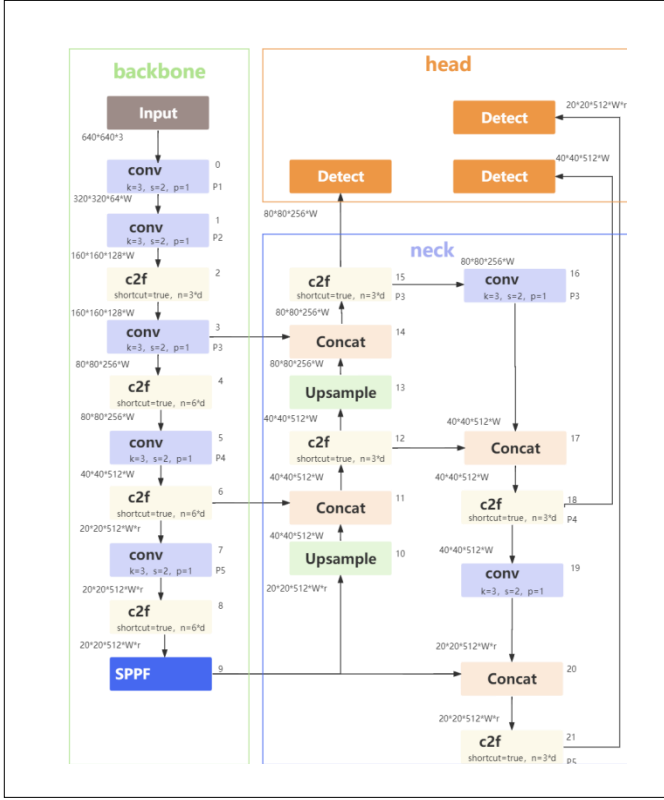 backbone
Input
640*640*3
conv
k=3, s=2, p=1
0
P1
320*320*64*W
conv
k=3, s=2, p=1
1
P2
160*160*128*W
c2f
shortcut=true, n=3*d
2
160*160*128*W
conv
k=3, s=2, p=1
3
P3
80*80*256*W
c2f
shortcut=true, n=6*d
4
80*80*256*W
conv
k=3, s=2, p=1
5
P4
40*40*512*W
c2f
shortcut=true, n=6*d
6
20*20*512*W*r
conv
k=3, s=2, p=1
7
P5
20*20*512*W*r
c2f
shortcut=true, n=6*d
8
20*20*512*W*r
SPPF
9
head
20*20*512*W*r
Detect
40*40*512*W
Detect
Detect
80*80*256*W
neck
80*80*256*W
c2f
shortcut=true, n=3*d
15
P3
80*80*256*W
Concat
14
80*80*256*W
Upsample
13
40*40*512*W
c2f
shortcut=true, n=3*d
12
40*40*512*W
Concat
11
40*40*512*W
Upsample
10
20*20*512*W*r
conv
k=3, s=2, p=1
16
P3
40*40*512*W
Concat
17
40*40*512*W
c2f
shortcut=true, n=3*d
18
P4
40*40*512*W
conv
k=3, s=2, p=1
19
20*20*512*W*r
Concat
20
20*20*512*W*r
c2f
shortcut=true, n=3*d
21
P5